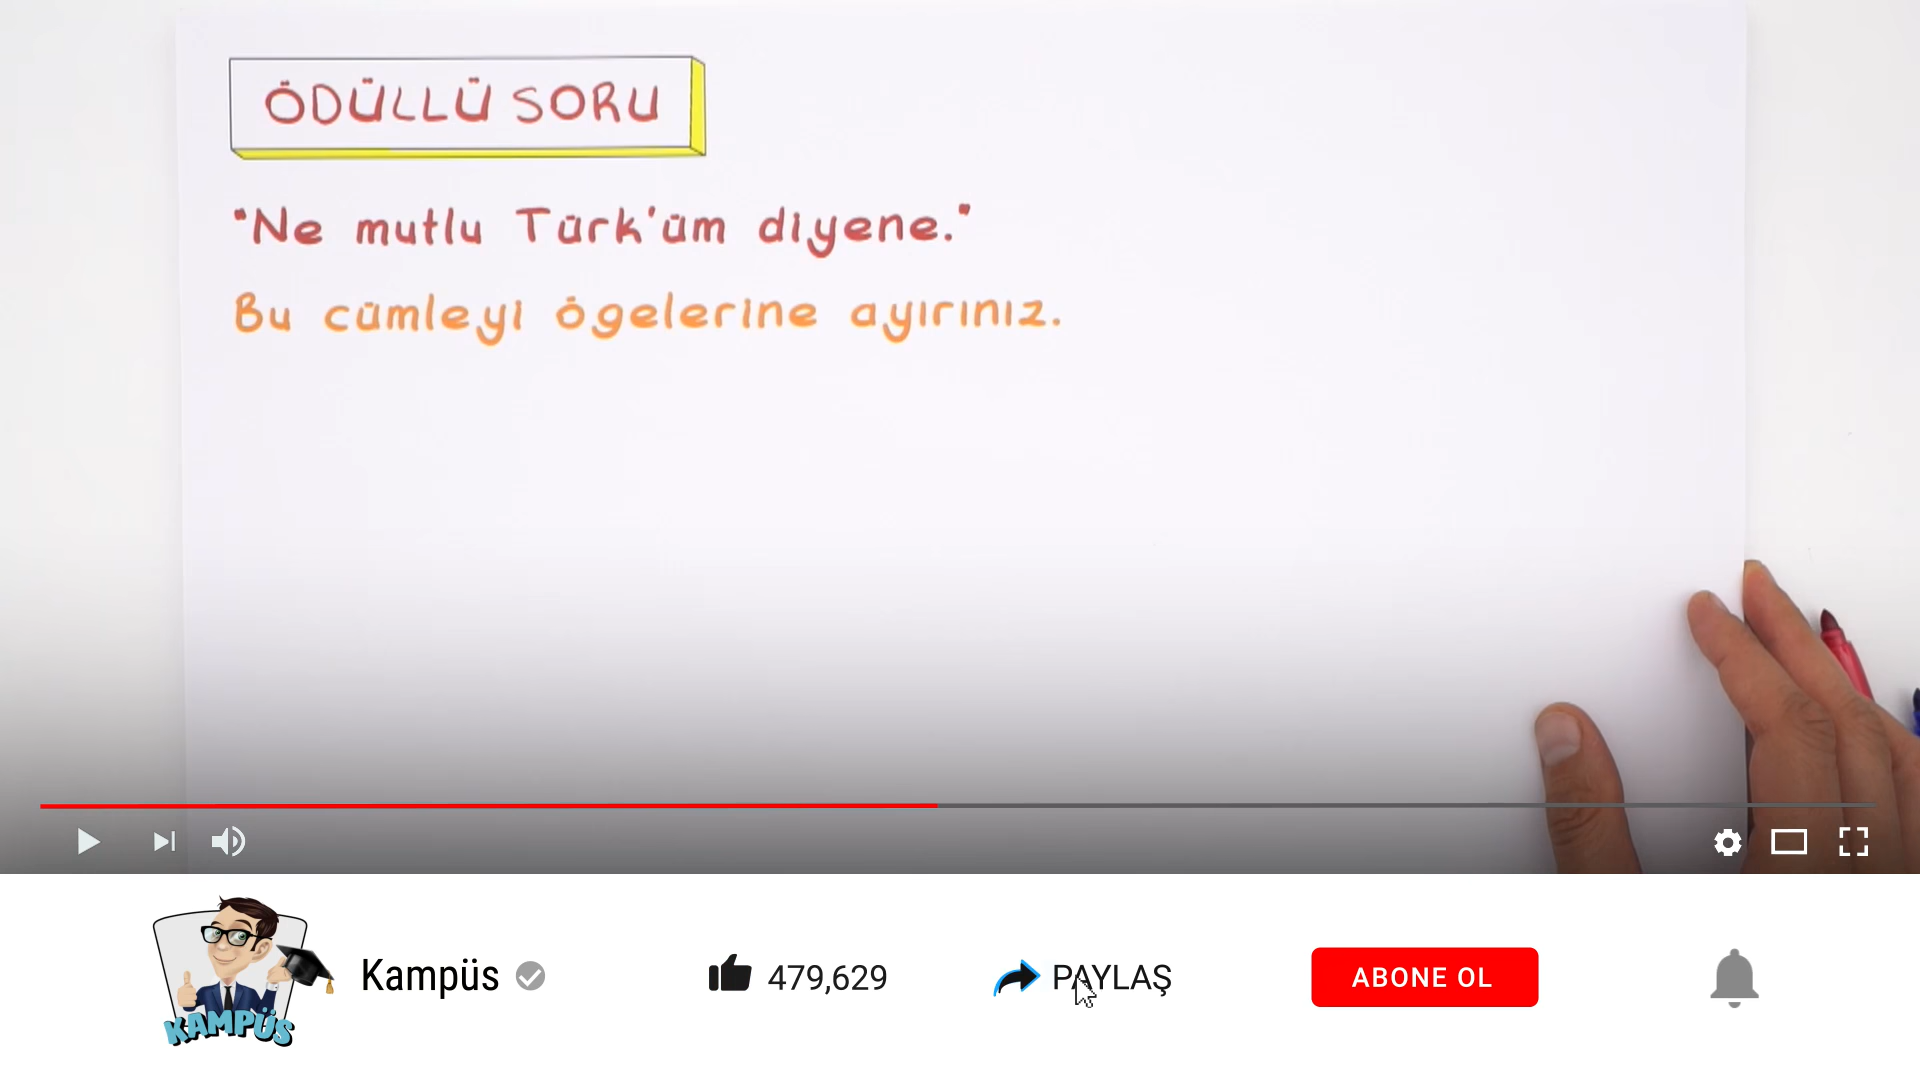 ÖDÜLLÜ SORU
"Ne mutlu Türk'üm diyene."
Bu cümleyi ögelerine ayırınız.
KAMPÜS
Kampüs
479,629
PAYLAŞ
ABONE OL